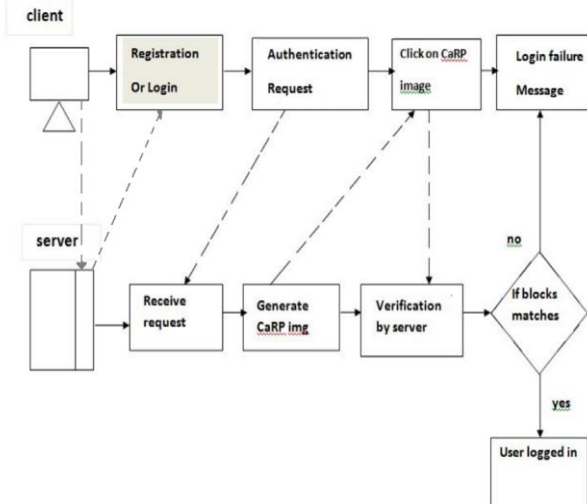 client
Registration
Or Login
Authentication
Request
Click on CaRP
image
Login failure
Message
server
Receive
request
Generate
CaRP img
Verification
by server
no
If blocks
matches
yes
User logged in